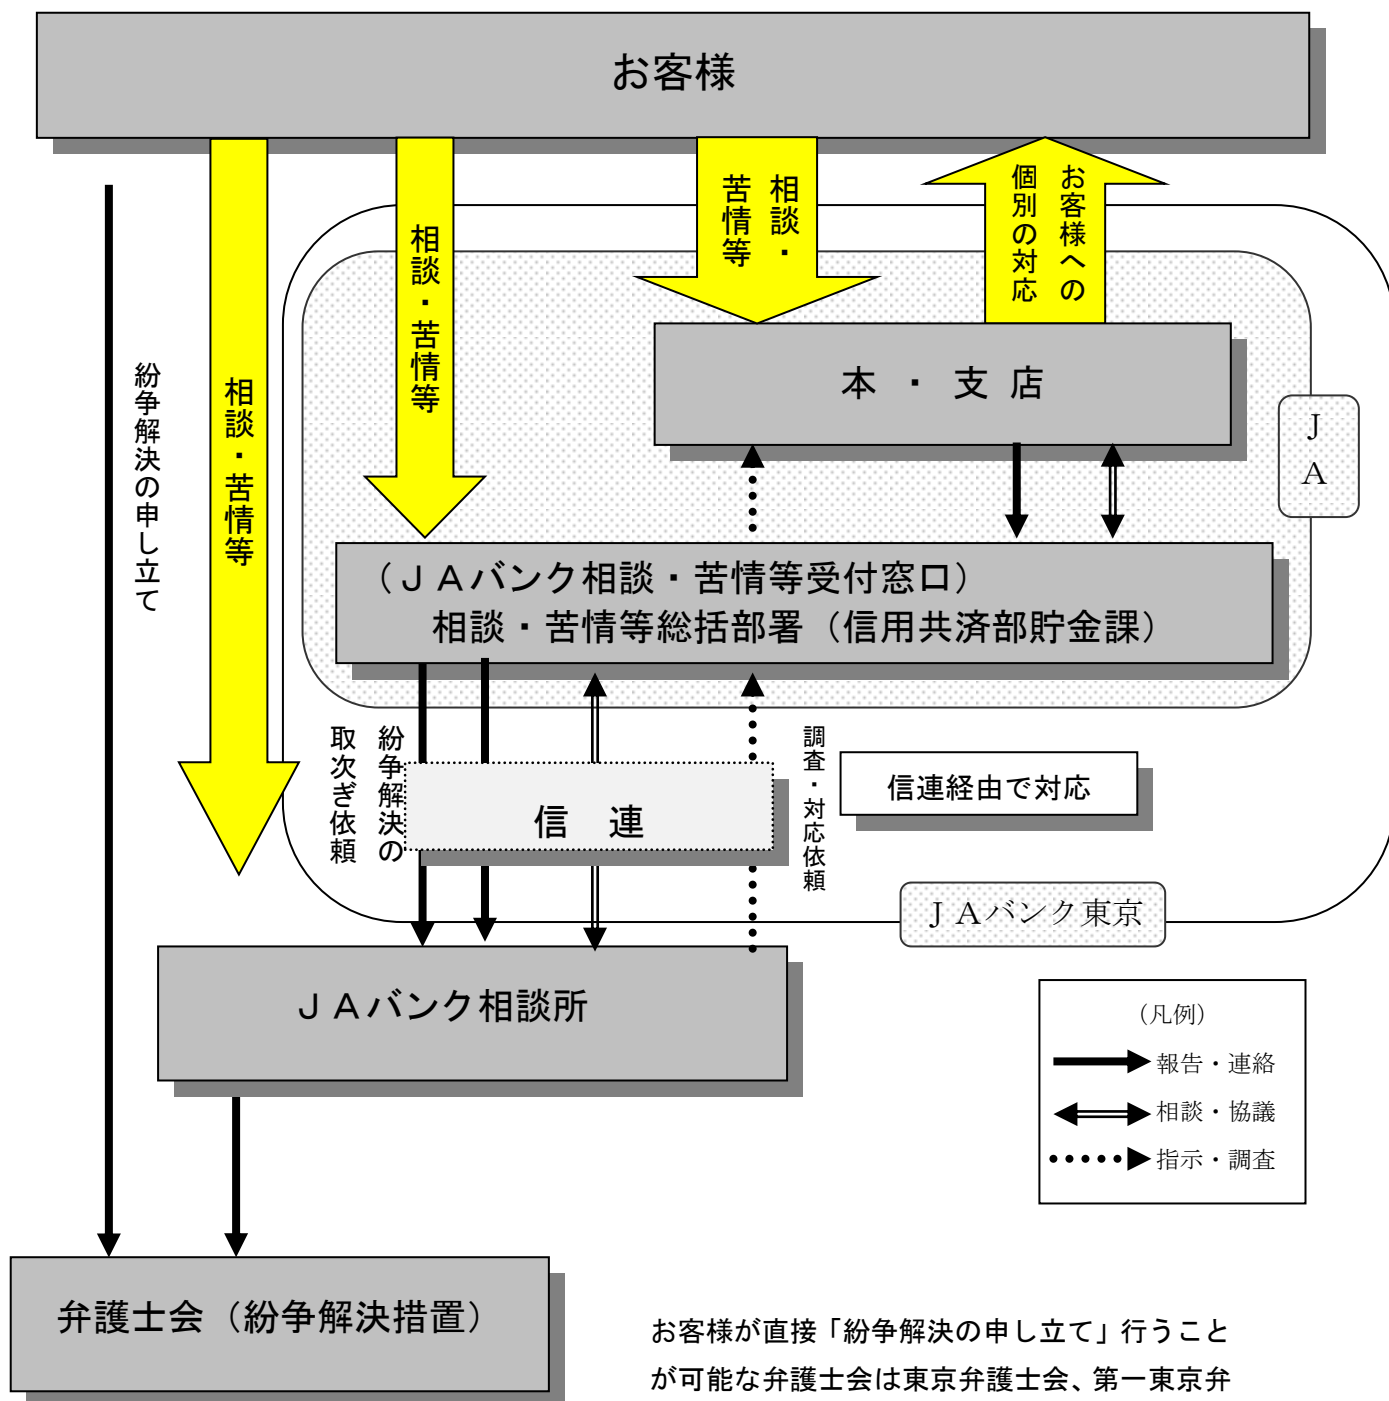 お客様
相談・
苦情等
お客様への
個別の対応
相談・苦情等
相談・苦情等
紛争解決の申し立て
本・支店
JA
(JAバンク相談・苦情等受付窓口)
相談・苦情等総括部署(信用共済部貯金課)
紛争解決の
取次ぎ依頼
信 連
調査・対応依頼
信連経由で対応
JAバンク東京
JAバンク相談所
(凡例)
報告・連絡
相談・協議
指示・調査
弁護士会(紛争解決措置)
お客様が直接「紛争解決の申し立て」行うこと
が可能な弁護士会は東京弁護士会、第一東京弁